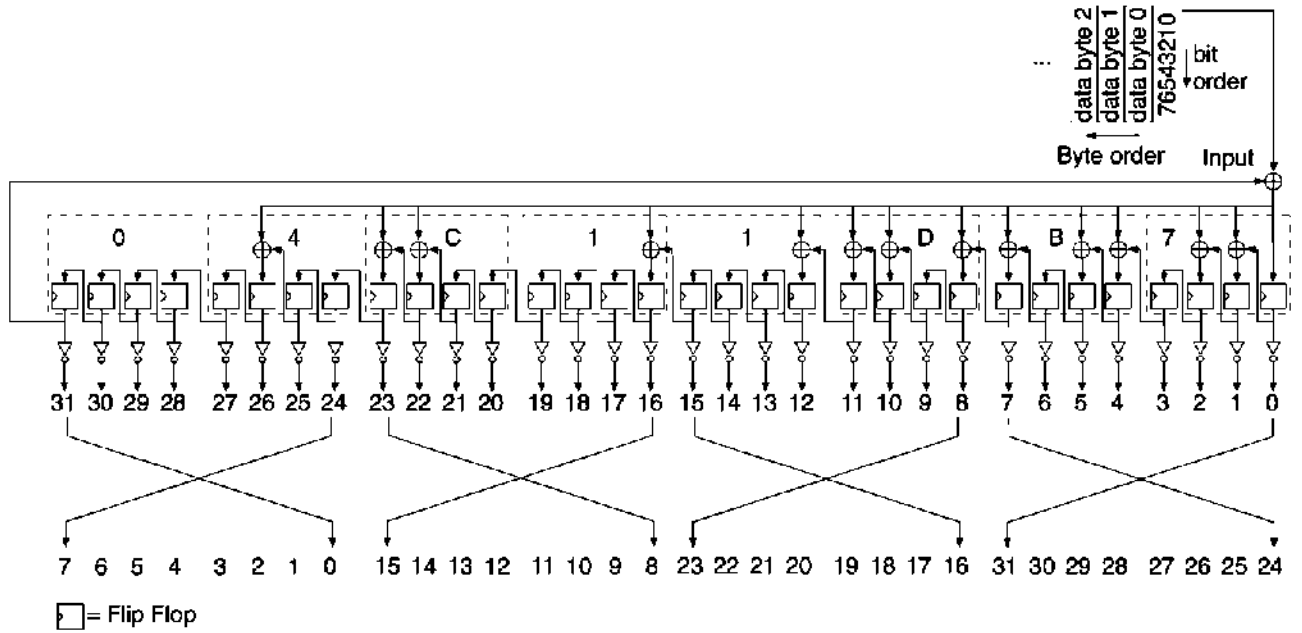 data byte 2
data byte 1
data byte 0
76543210
...
bit
order
Byte order
Input
0 4 C 1 1 D B 7
31 30 29 28 27 26 25 24 23 22 21 20 19 18 17 16 15 14 13 12 11 10 9 8 7 6 5 4 3 2 1 0
7 6 5 4 3 2 1 0 15 14 13 12 11 10 9 8 23 22 21 20 19 18 17 16 31 30 29 28 27 26 25 24
= Flip Flop